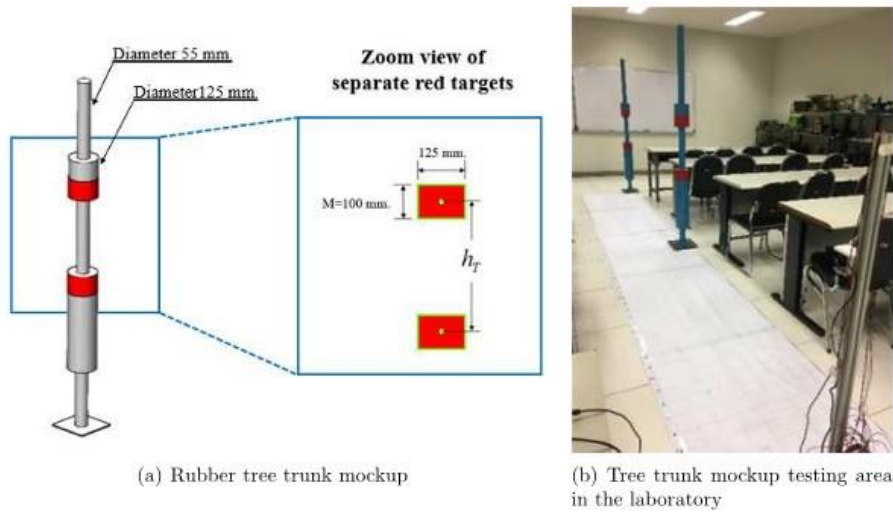 Diameter 55 mm.
Diameter125 mm.
Zoom view of
separate red targets
125 mm.
M=100 mm.
h_T
(a) Rubber tree trunk mockup
(b) Tree trunk mockup testing area
in the laboratory